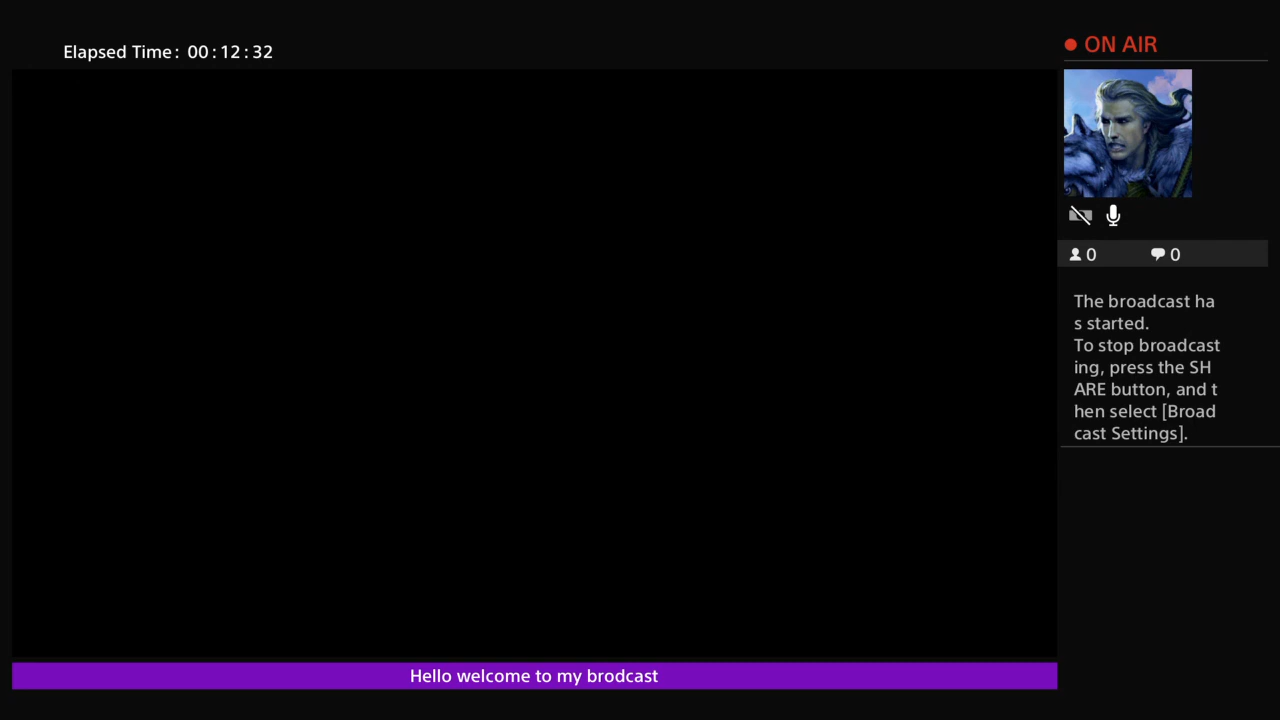 Elapsed Time: 00:12:32
ON AIR
0 0
The broadcast ha
s started.
To stop broadcast
ing, press the SH
ARE button, and t
hen select [Broad
cast Settings].
Hello welcome to my brodcast